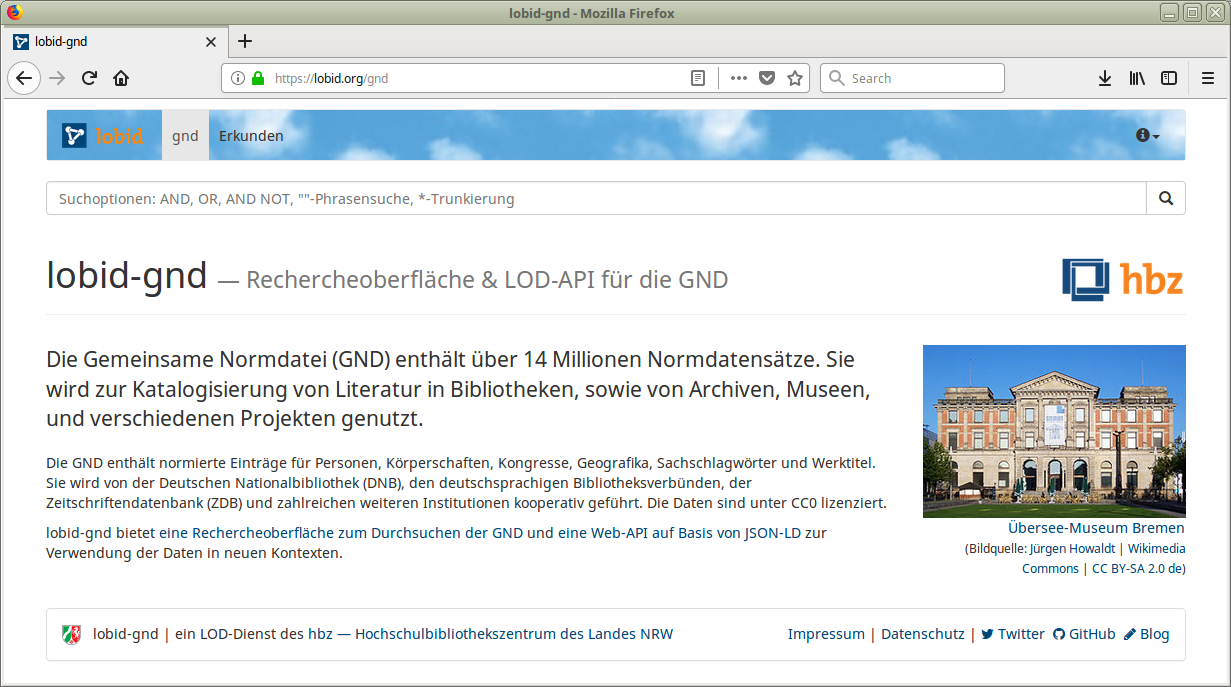 lobid-gnd - Mozilla Firefox
lobid-gnd
https://lobid.org/gnd
Search
lobid gnd Erkunden
Suchoptionen: AND, OR, AND NOT, ""-Phrasensuche, *-Trunkierung
lobid-gnd — Rechercheoberfläche & LOD-API für die GND
hbz
Die Gemeinsame Normdatei (GND) enthält über 14 Millionen Normdatensätze. Sie
wird zur Katalogisierung von Literatur in Bibliotheken, sowie von Archiven, Museen,
und verschiedenen Projekten genutzt.
Die GND enthält normierte Einträge für Personen, Körperschaften, Kongresse, Geografika, Sachschlagwörter und Werktitel.
Sie wird von der Deutschen Nationalbibliothek (DNB), den deutschsprachigen Bibliotheksverbünden, der
Zeitschriftendatenbank (ZDB) und zahlreichen weiteren Institutionen kooperativ geführt. Die Daten sind unter CC0 lizenziert.
lobid-gnd bietet eine Rechercheoberfläche zum Durchsuchen der GND und eine Web-API auf Basis von JSON-LD zur
Verwendung der Daten in neuen Kontexten.
Übersee-Museum Bremen
(Bildquelle: Jürgen Howaldt | Wikimedia
Commons | CC BY-SA 2.0 de)
lobid-gnd | ein LOD-Dienst des hbz — Hochschulbibliothekszentrum des Landes NRW
Impressum | Datenschutz | Twitter GitHub Blog